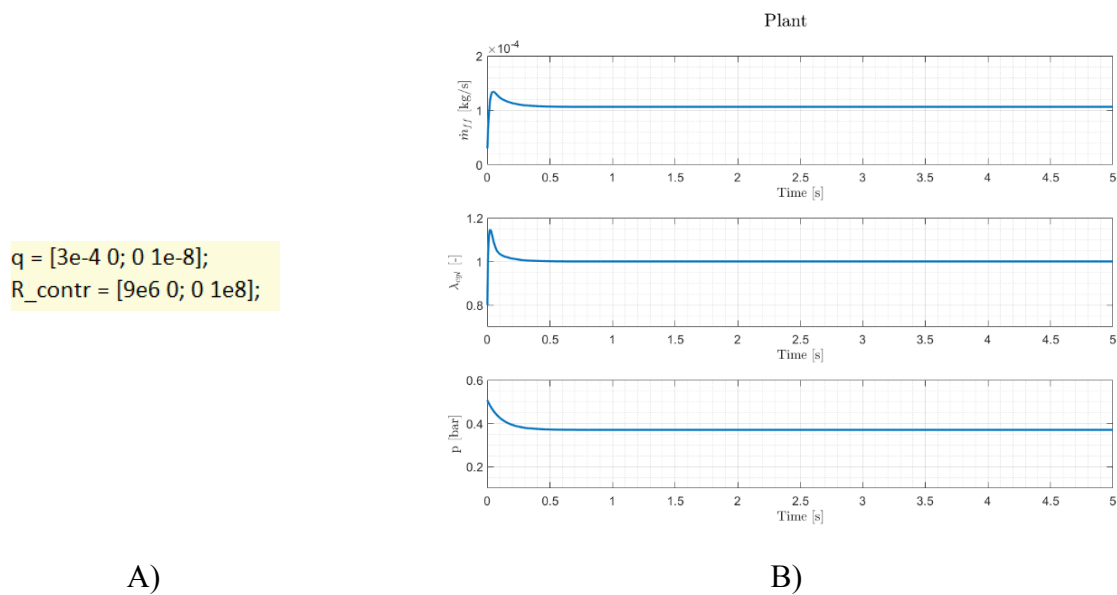 q = [3e-4 0; 0 1e-8];
R_contr = [9e6 0; 0 1e8];
A)
Plant
×10⁻⁴
2
1
0
ṁ_ff [kg/s]
0 0.5 1 1.5 2 2.5 3 3.5 4 4.5 5
Time [s]
1.2
1
0.8
λ_cyl [-]
0 0.5 1 1.5 2 2.5 3 3.5 4 4.5 5
Time [s]
0.6
0.4
0.2
p [bar]
0 0.5 1 1.5 2 2.5 3 3.5 4 4.5 5
Time [s]
B)